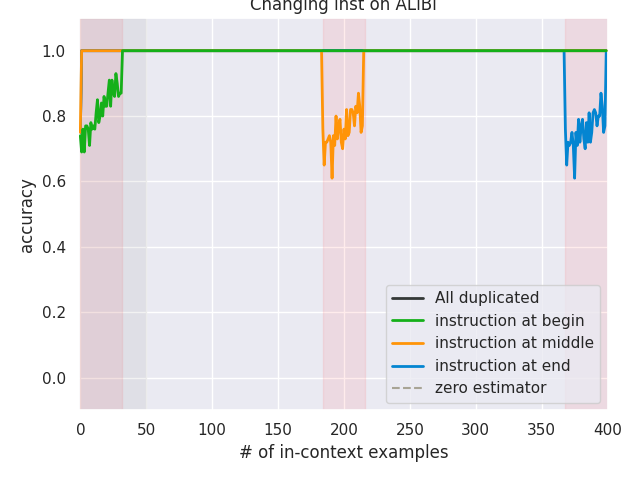 Changing inst on ALiBi
1.0
0.8
0.6
0.4
0.2
0.0
accuracy
All duplicated
instruction at begin
instruction at middle
instruction at end
zero estimator
0 50 100 150 200 250 300 350 400
# of in-context examples